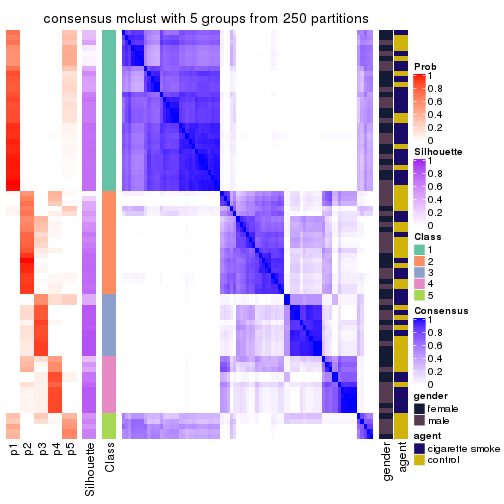 consensus mclust with 5 groups from 250 partitions
Prob
1
0.8
0.6
0.4
0.2
0
Silhouette
1
0.8
0.6
0.4
0.2
0
Class
1
2
3
4
5
Consensus
1
0.8
0.6
0.4
0.2
0
gender
female
male
agent
cigarette smoke
control
p1
p2
p3
p4
p5
Silhouette
Class
gender
agent